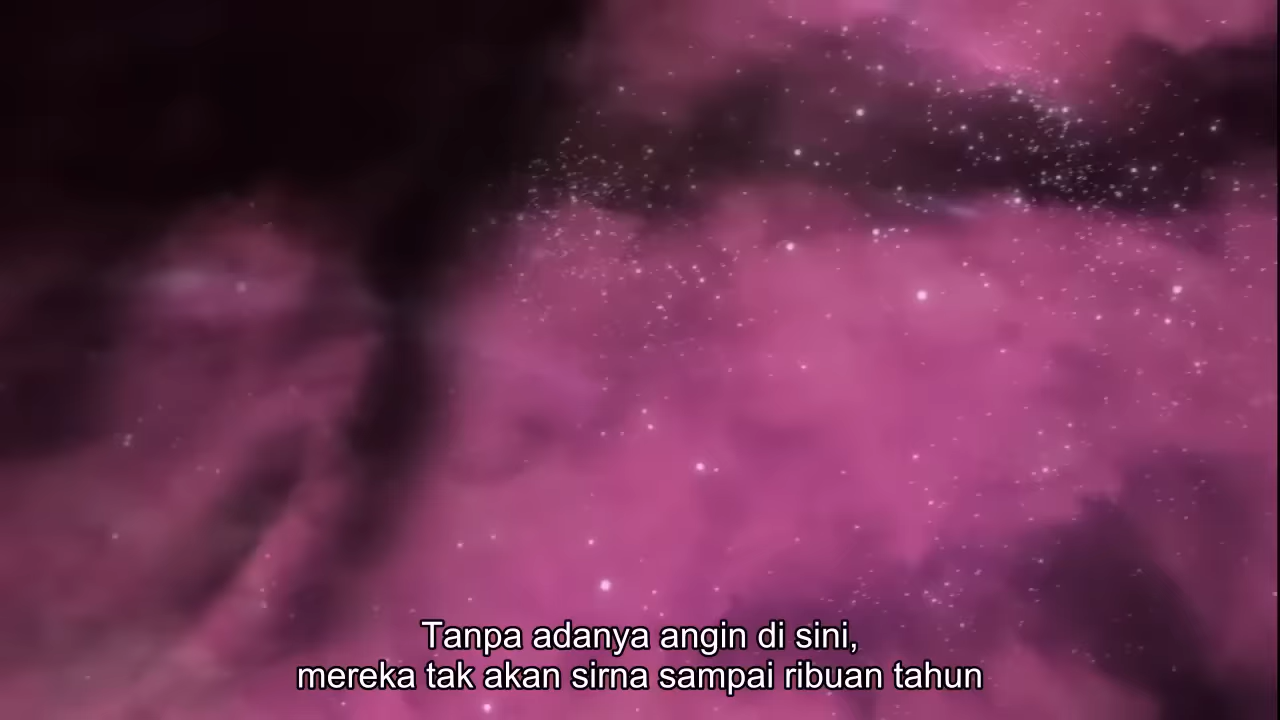 Tanpa adanya angin di sini,
mereka tak akan sirna sampai ribuan tahun